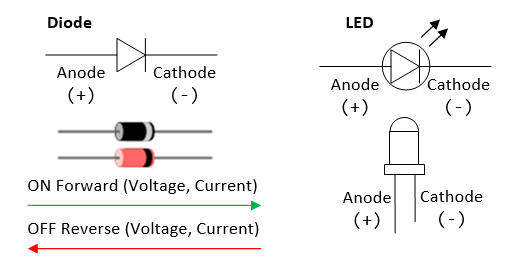 Diode
Anode
(+)
Cathode
(-)
ON Forward (Voltage, Current)
OFF Reverse (Voltage, Current)
LED
Anode
(+)
Cathode
(-)
Anode
(+)
Cathode
(-)